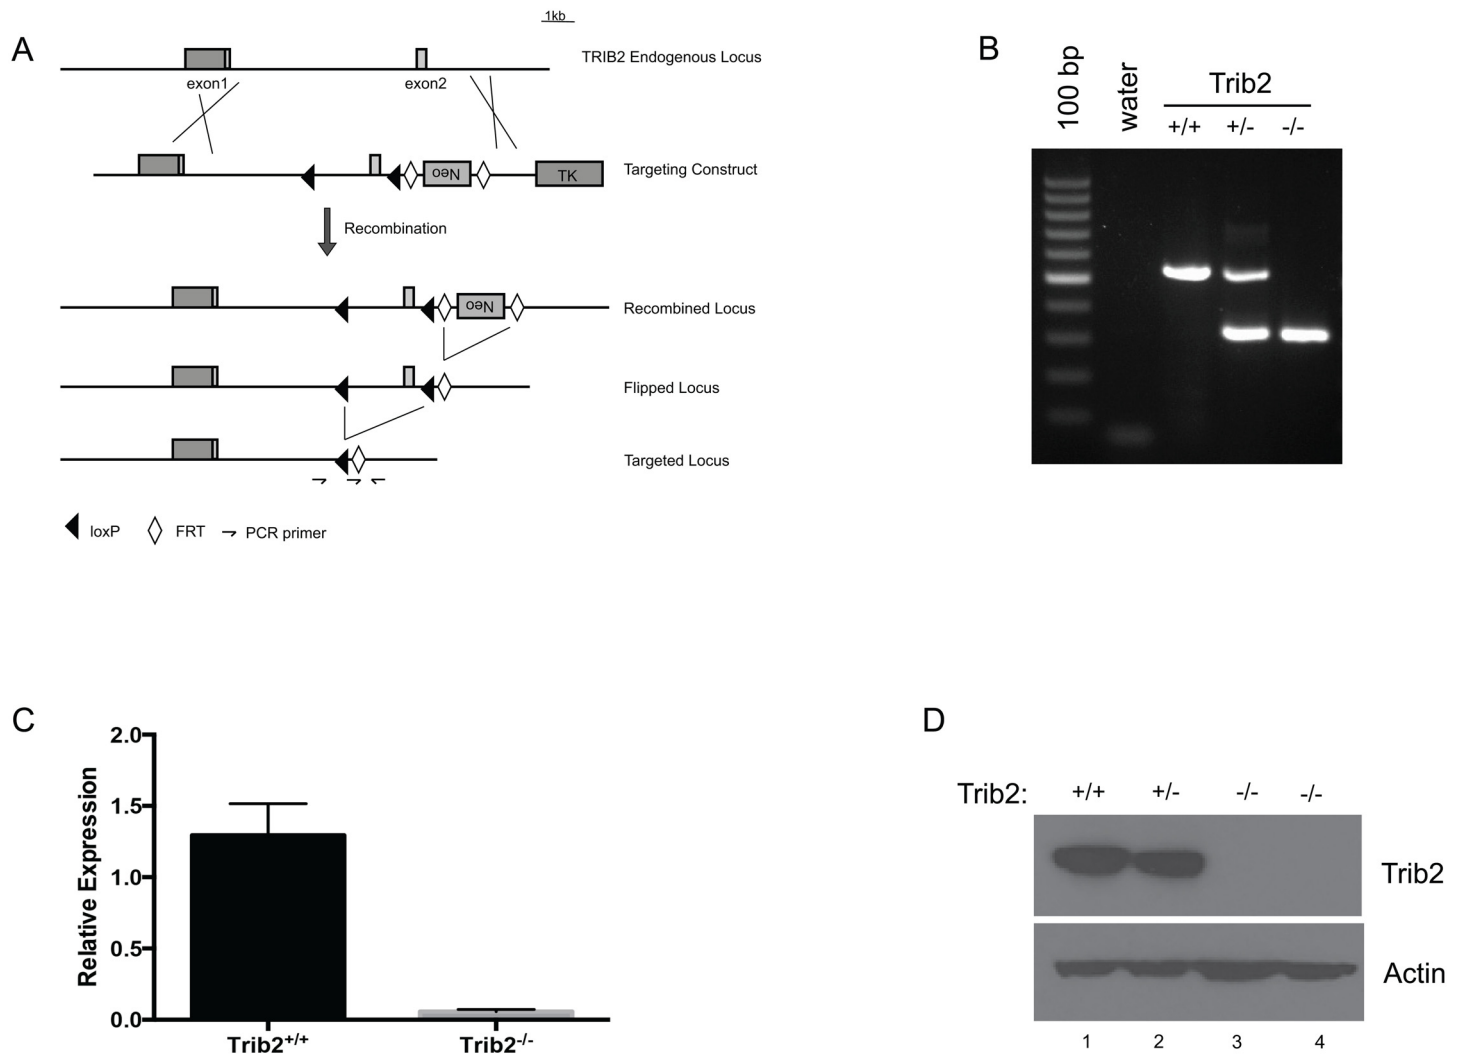 A
1kb
TRIB2 Endogenous Locus
exon1
exon2
Neo
TK
Targeting Construct
Recombination
Neo
Recombined Locus
Flipped Locus
Targeted Locus
loxP
FRT
PCR primer
B
100 bp
water
Trib2
+/+ +/- -/-
C
Relative Expression
2.0
1.5
1.0
0.5
0.0
Trib2+/+
Trib2-/-
D
Trib2: +/+ +/- -/- -/-
Trib2
Actin
1 2 3 4